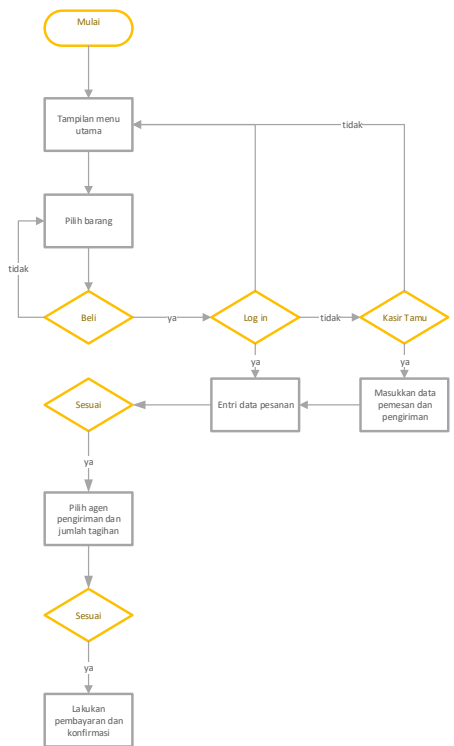 Mulai
Tampilan menu
utama
tidak
Pilih barang
tidak
Beli
ya
Log in
tidak
Kasir Tamu
ya
ya
Sesuai
Entri data pesanan
Masukkan data
pemesan dan
pengiriman
ya
Pilih agen
pengiriman dan
jumlah tagihan
Sesuai
ya
Lakukan
pembayaran dan
konfirmasi